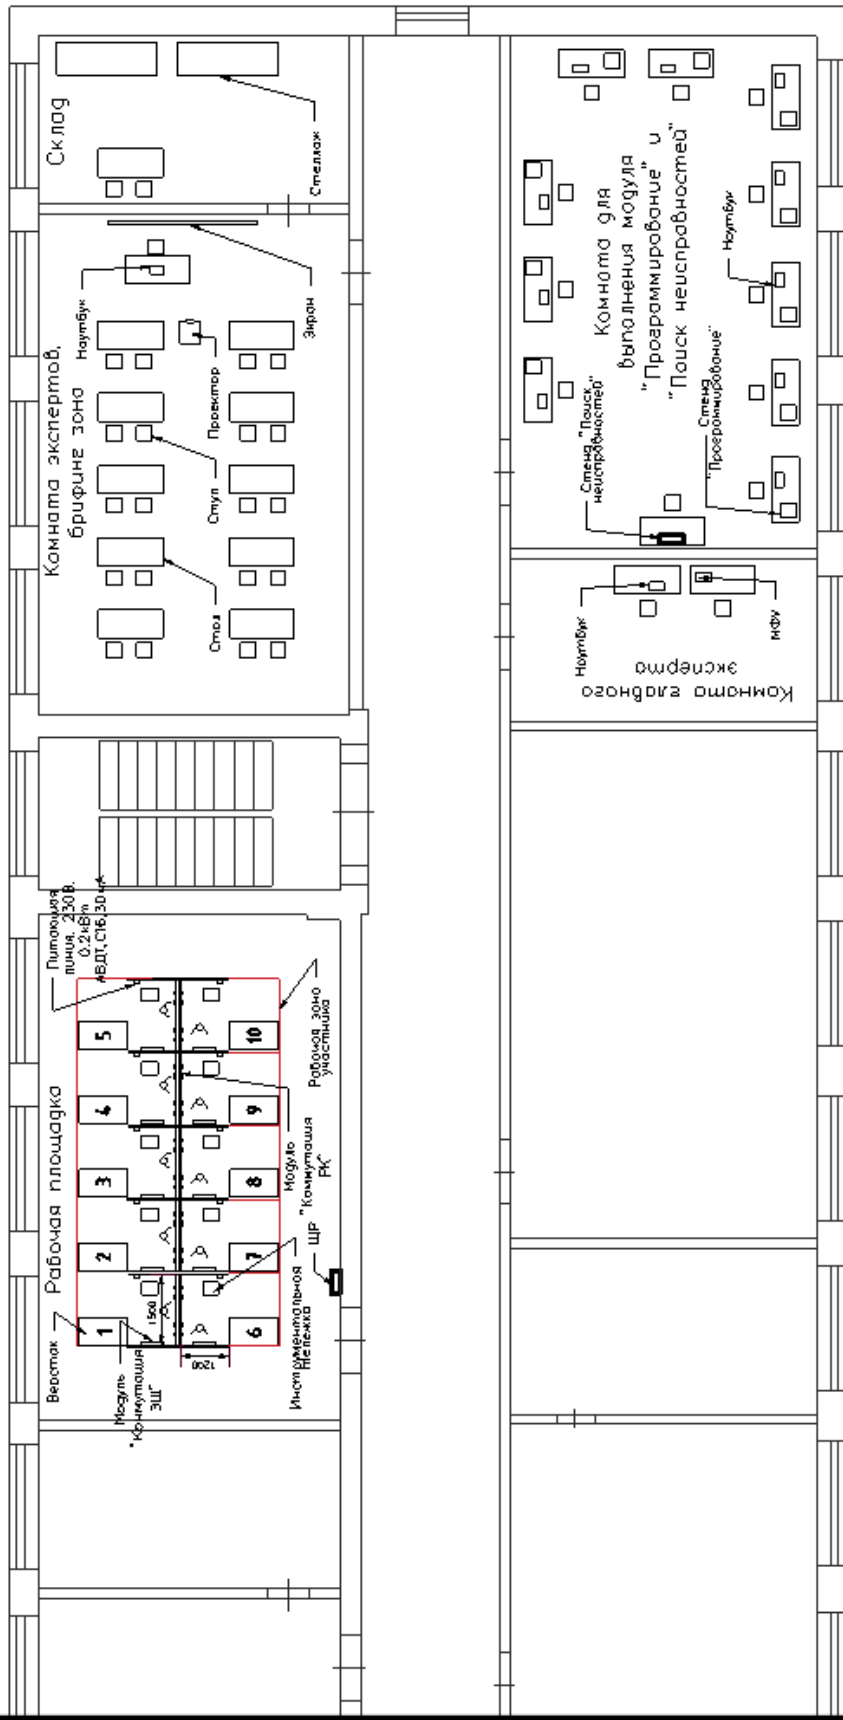 Склад
Стеллаж
Комната экспертов,
брифинг зона
Ноутбук
Экран
Проектор
Стул
Стол
Комната для
выполнения модуля
"Программирование" и
"Поиск неисправностей"
Ноутбук
Стенд "Поиск
неисправностей"
Стенд
"Программирование"
Ноутбук
МФУ
Комната главного
эксперта
Питающая
линия, 230В,
0.2кВт
АВДТ,С16,30мА
Рабочая площадка
Рабочая зона
участника
5
10
4
9
3
8
2
7
1
6
1500
1200
Модуль
"Коммутация
РК"
ЩР
Инструментальная
тележка
Верстак
Модуль
"Коммутация
ЭЩ"